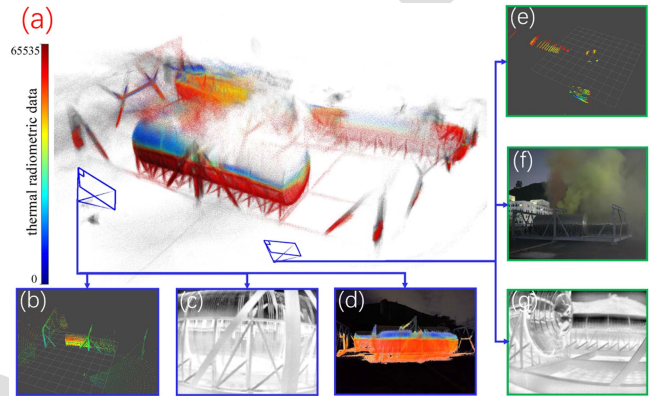 (a)
65535
thermal radiometric data
0
(b)
(c)
(d)
(e)
(f)
(g)